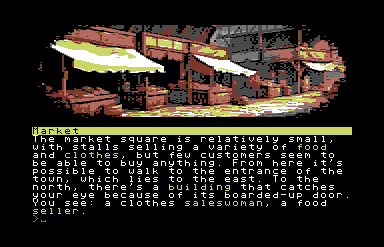 Market
The market square is relatively small,
with stalls selling a variety of food
and clothes, but few customers seem to
be able to buy anything. From here it's
possible to walk to the entrance of the
town, which lies to the east. To the
north, there's a building that catches
your eye because of its boarded-up door.
You see: a clothes saleswoman, a food
seller.
>